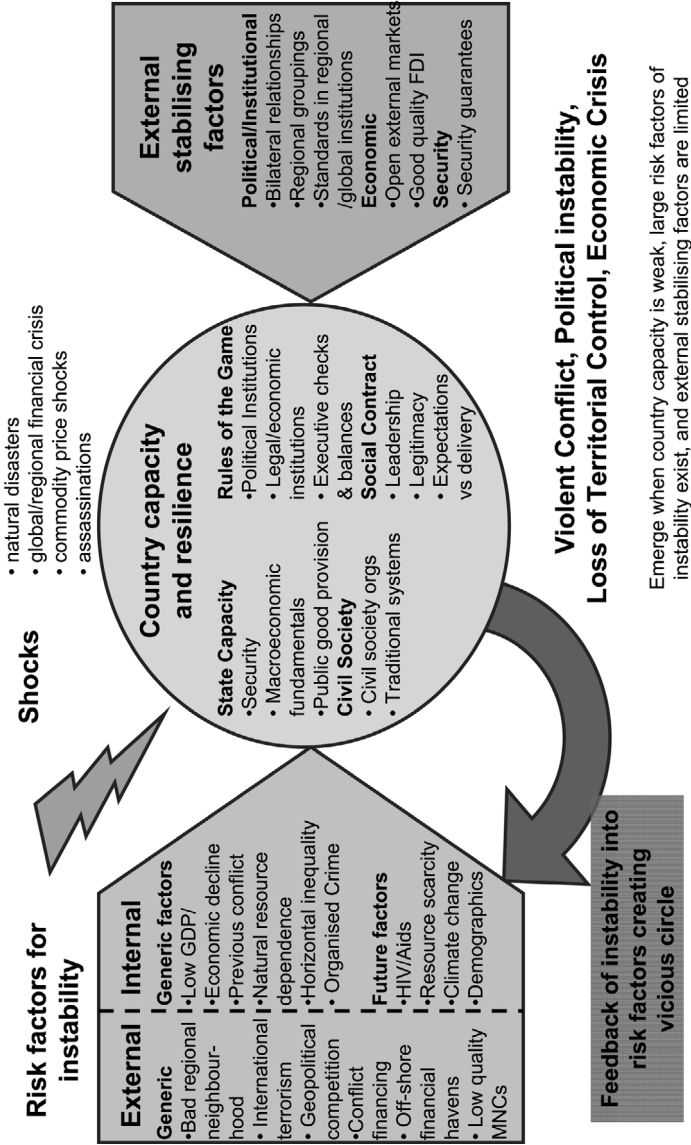 Risk factors for
instability
External
Generic
•Bad regional
neighbour-
hood
• International
terrorism
• Geopolitical
competition
•Conflict
financing
• Off-shore
financial
havens
• Low quality
MNCs
Internal
Generic factors
•Low GDP/
•Economic decline
•Previous conflict
•Natural resource
dependence
•Horizontal inequality
• Organised Crime
Future factors
•HIV/Aids
•Resource scarcity
•Climate change
•Demographics
Shocks
• natural disasters
• global/regional financial crisis
• commodity price shocks
• assassinations
Country capacity
and resilience
State Capacity
•Security
• Macroeconomic
fundamentals
•Public good provision
Civil Society
• Civil society orgs
• Traditional systems
Rules of the Game
•Political Institutions
• Legal/economic
institutions
• Executive checks
& balances
Social Contract
• Leadership
• Legitimacy
• Expectations
vs delivery
External
stabilising
factors
Political/Institutional
•Bilateral relationships
•Regional groupings
•Standards in regional
/global institutions
Economic
•Open external markets
•Good quality FDI
Security
• Security guarantees
Feedback of instability into
risk factors creating
vicious circle
Violent Conflict, Political instability,
Loss of Territorial Control, Economic Crisis
Emerge when country capacity is weak, large risk factors of
instability exist, and external stabilising factors are limited